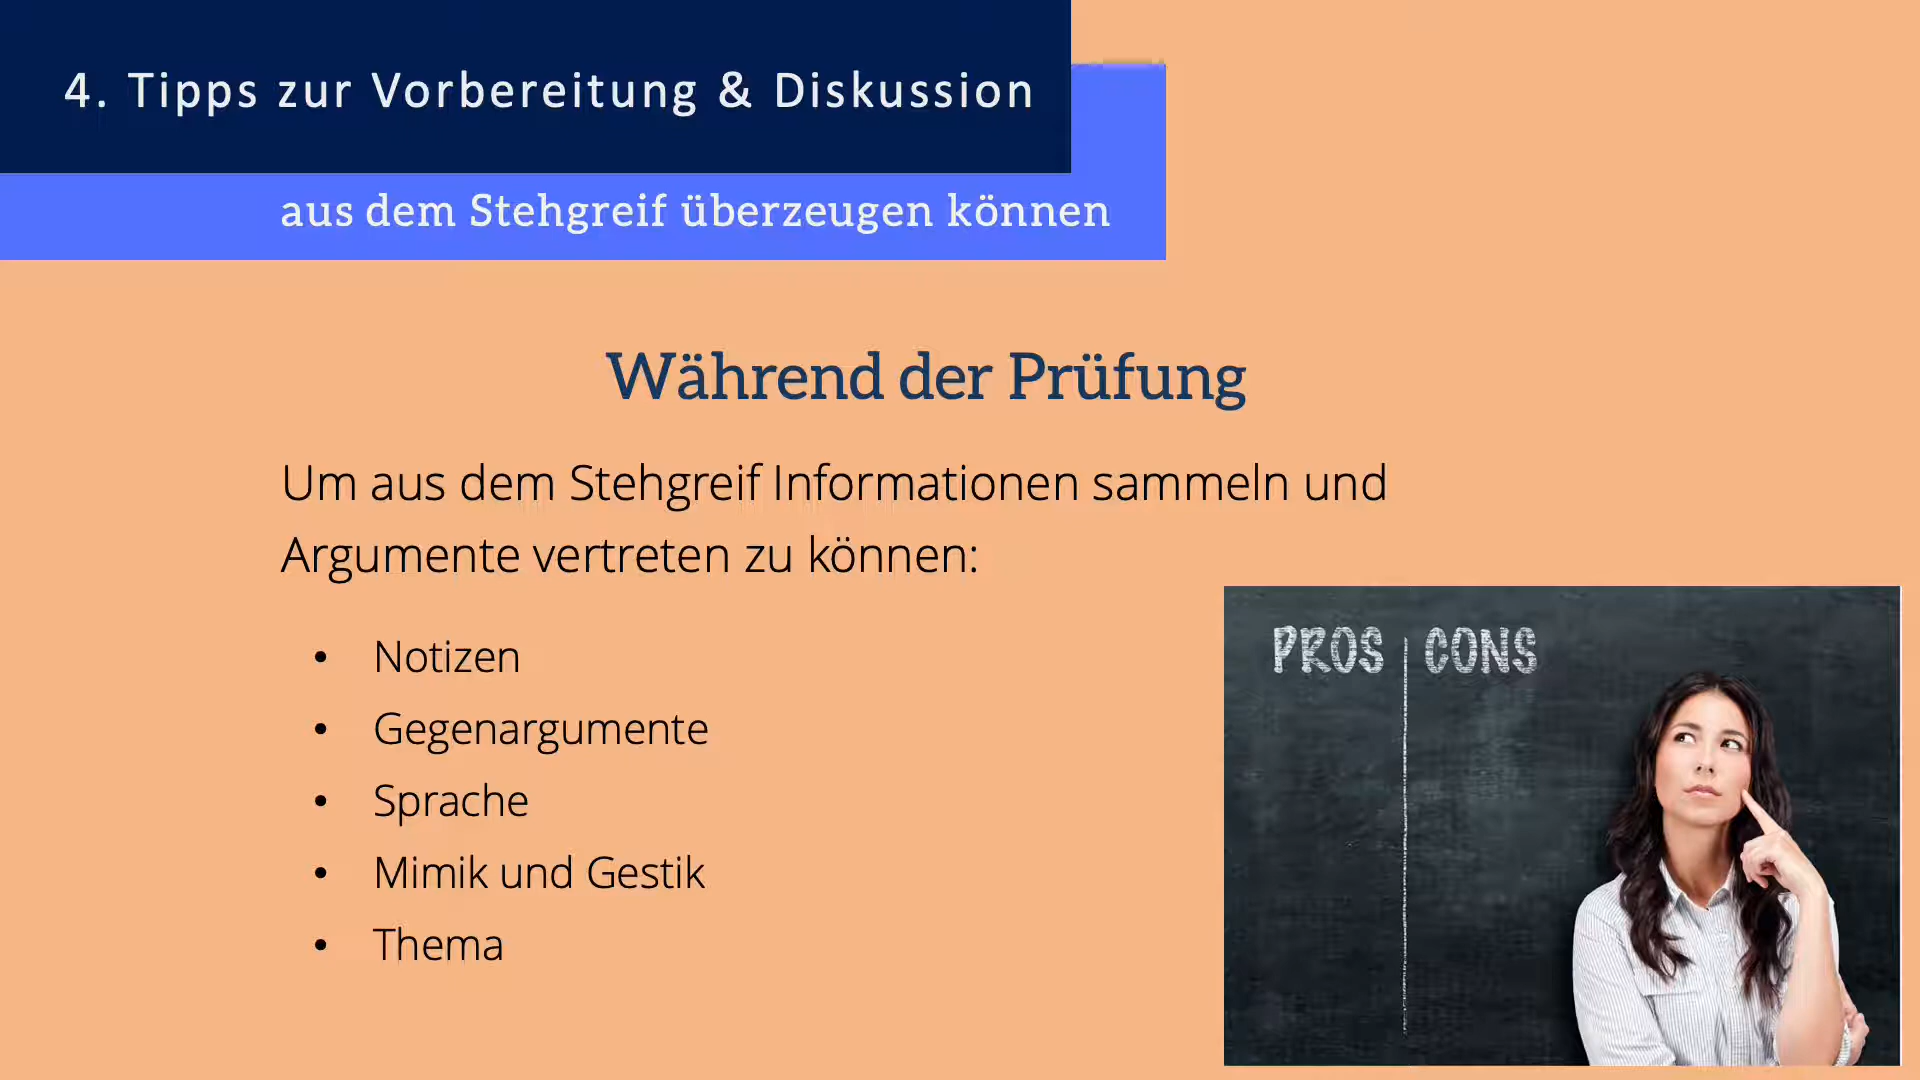 4. Tipps zur Vorbereitung & Diskussion
aus dem Stehgreif überzeugen können
Während der Prüfung
Um aus dem Stehgreif Informationen sammeln und
Argumente vertreten zu können:
• Notizen
• Gegenargumente
• Sprache
• Mimik und Gestik
• Thema
PROS | CONS